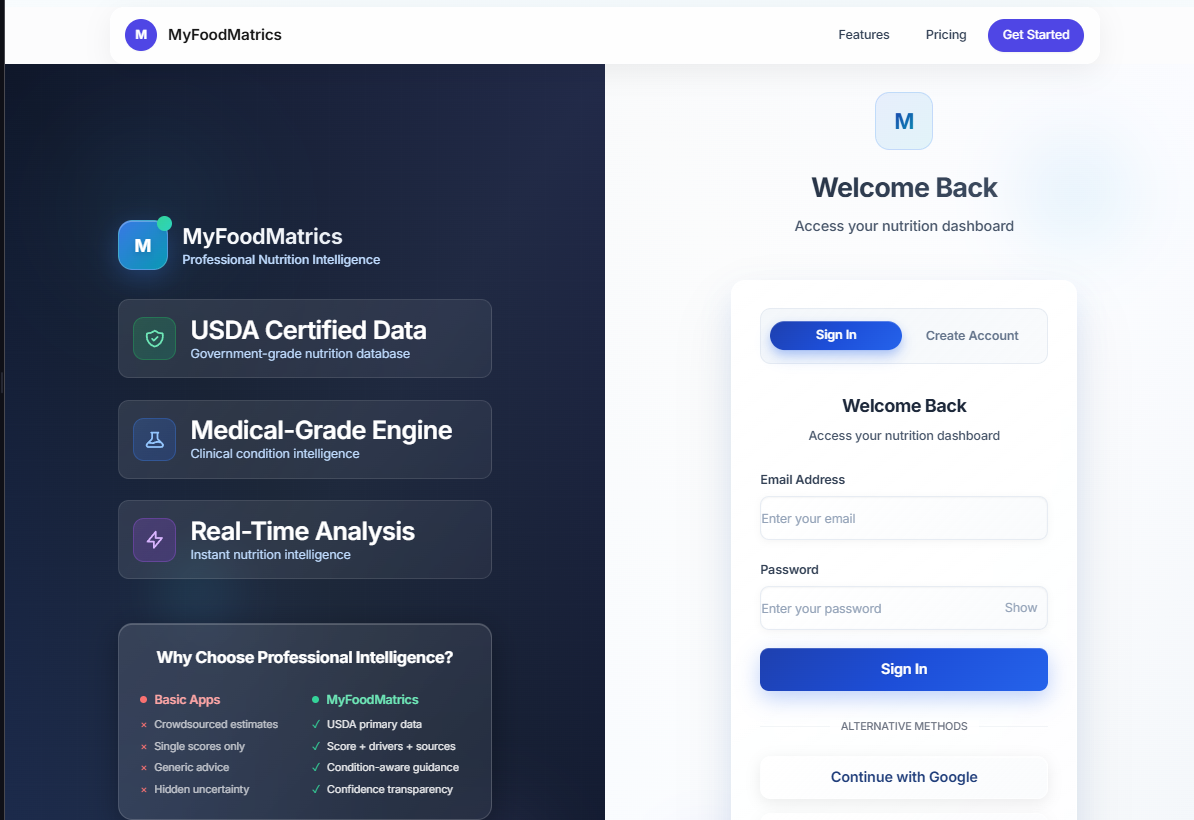 M
MyFoodMatrics
Features
Pricing
Get Started
M
MyFoodMatrics
Professional Nutrition Intelligence
USDA Certified Data
Government-grade nutrition database
Medical-Grade Engine
Clinical condition intelligence
Real-Time Analysis
Instant nutrition intelligence
Why Choose Professional Intelligence?
Basic Apps
× Crowdsourced estimates
× Single scores only
× Generic advice
× Hidden uncertainty
MyFoodMatrics
✓ USDA primary data
✓ Score + drivers + sources
✓ Condition-aware guidance
✓ Confidence transparency
M
Welcome Back
Access your nutrition dashboard
Sign In
Create Account
Welcome Back
Access your nutrition dashboard
Email Address
Enter your email
Password
Enter your password
Show
Sign In
ALTERNATIVE METHODS
Continue with Google